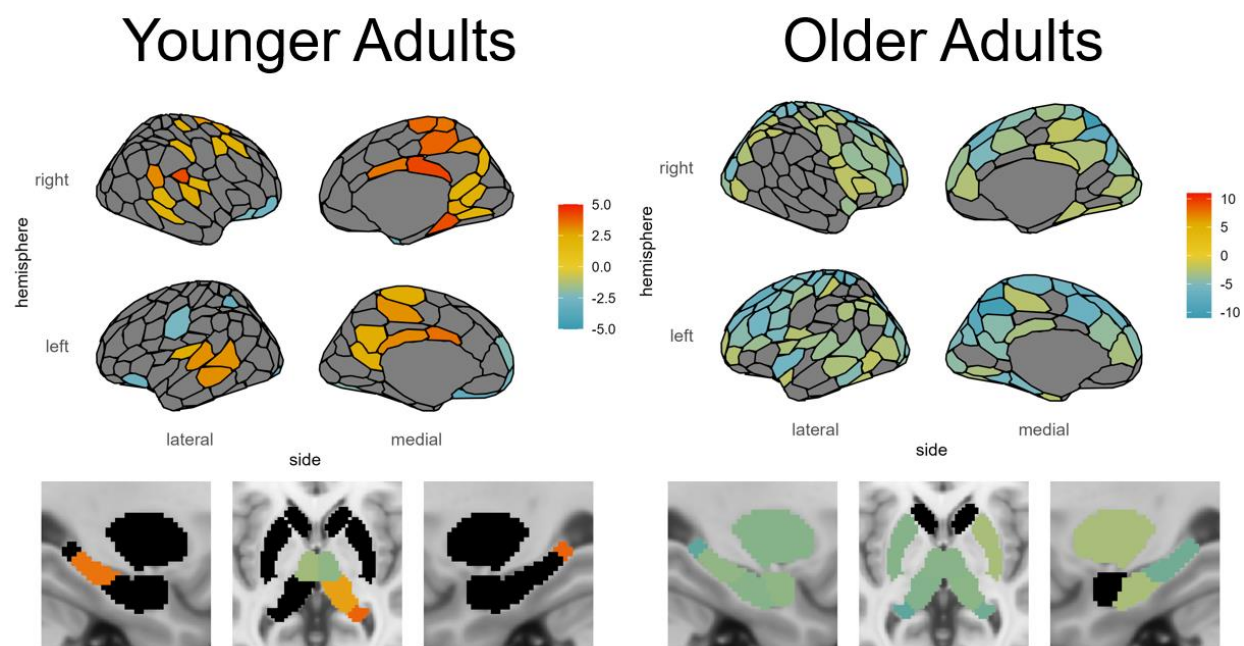 Younger Adults
Older Adults
hemisphere
right
left
lateral
medial
side
5.0
2.5
0.0
-2.5
-5.0
hemisphere
right
left
lateral
medial
side
10
5
0
-5
-10